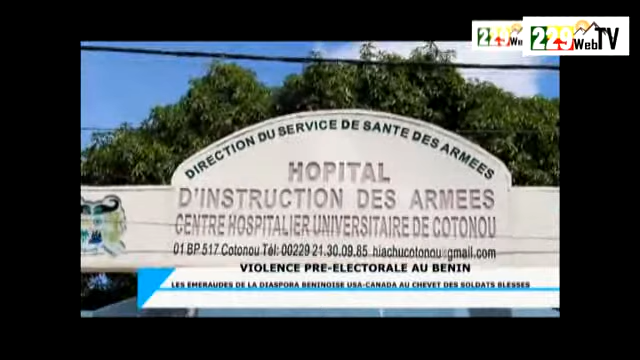 229 Web
229 Web TV
DIRECTION DU SERVICE DE SANTE DES ARMEES
HOPITAL
D'INSTRUCTION DES ARMEES
CENTRE HOSPITALIER UNIVERSITAIRE DE COTONOU
01 BP 517 Cotonou Tél: 00229 21.30.09.85 hiachucotonou@gmail.com
VIOLENCE PRE-ELECTORALE AU BENIN
LES EMERAUDES DE LA DIASPORA BENINOISE USA-CANADA AU CHEVET DES SOLDATS BLESSES